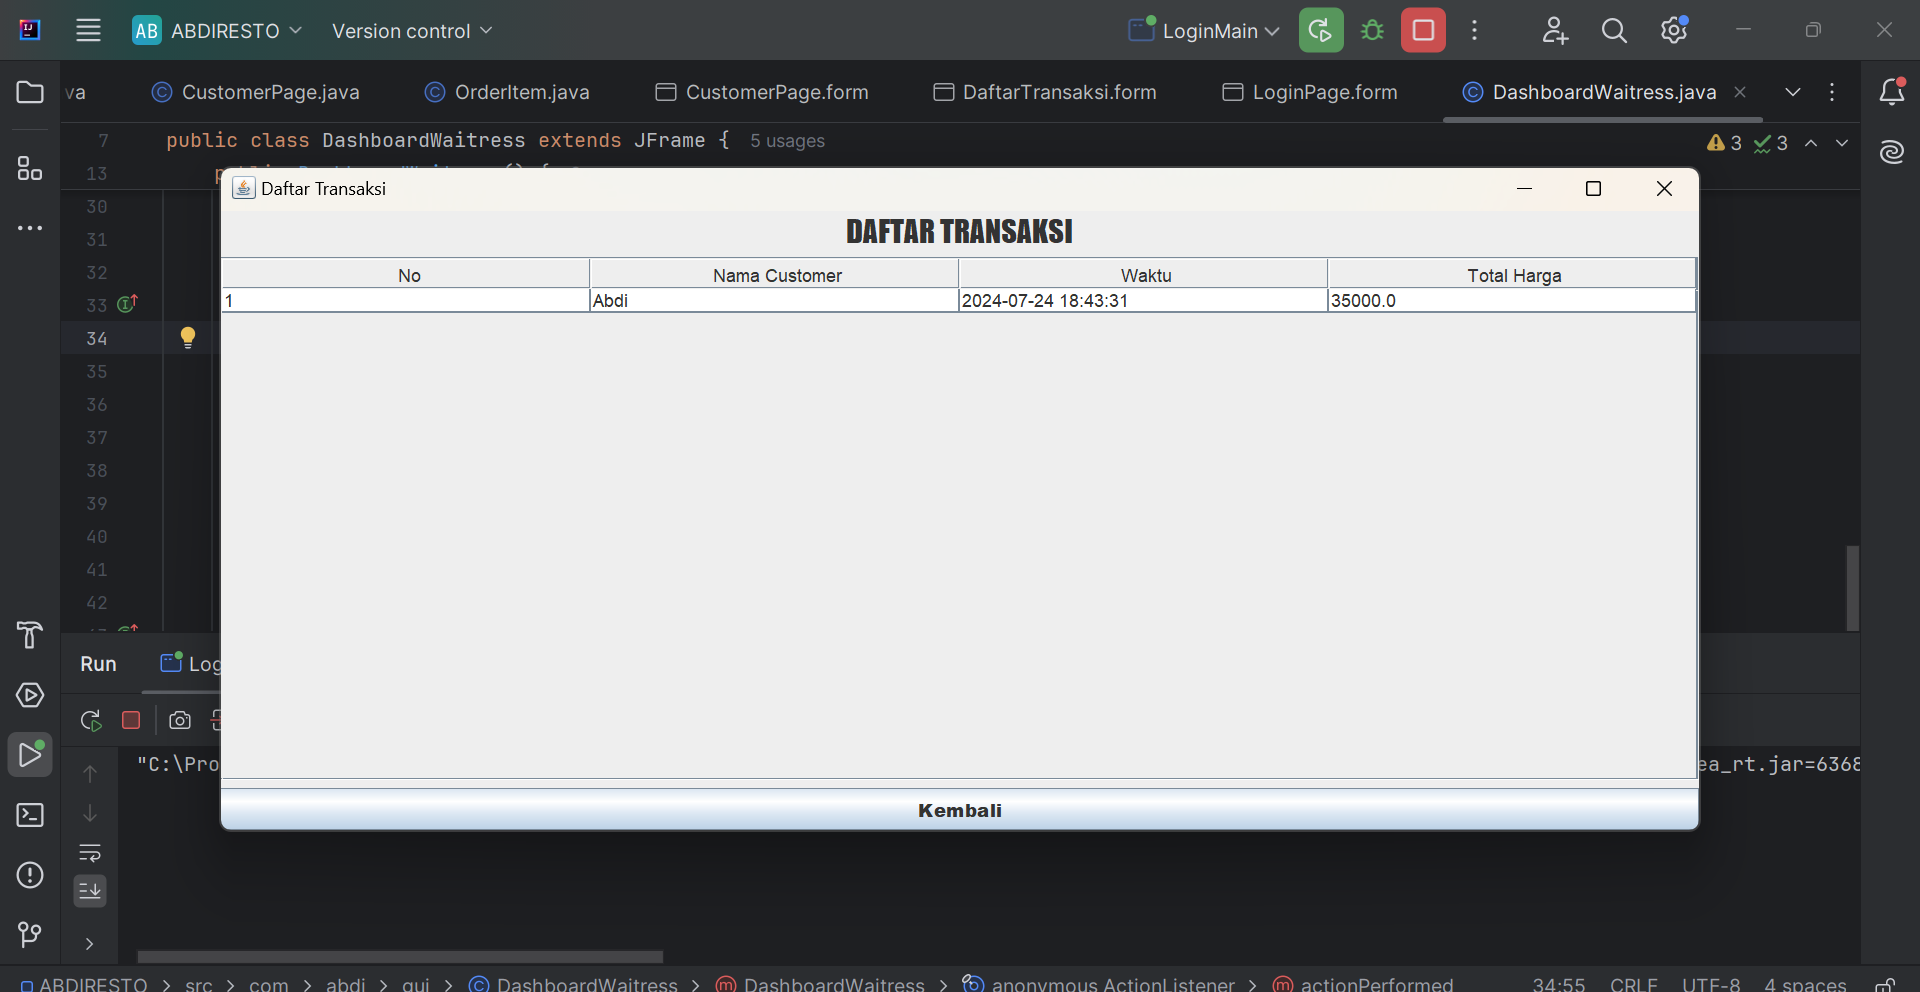 AB ABDIRESTO Version control LoginMain
va CustomerPage.java OrderItem.java CustomerPage.form DaftarTransaksi.form LoginPage.form DashboardWaitress.java
7 public class DashboardWaitress extends JFrame { 5 usages 3 3
13
Daftar Transaksi
30
DAFTAR TRANSAKSI
31
32
No Nama Customer Waktu Total Harga
33
1 Abdi 2024-07-24 18:43:31 35000.0
34
35
36
37
38
39
40
41
42
Run Log
"C:\Pro ea_rt.jar=6368
Kembali
ABDIRESTO > src > com > abdi > gui > DashboardWaitress > DashboardWaitress > anonymous ActionListener > actionPerformed 34:55 CRLF UTF-8 4 spaces